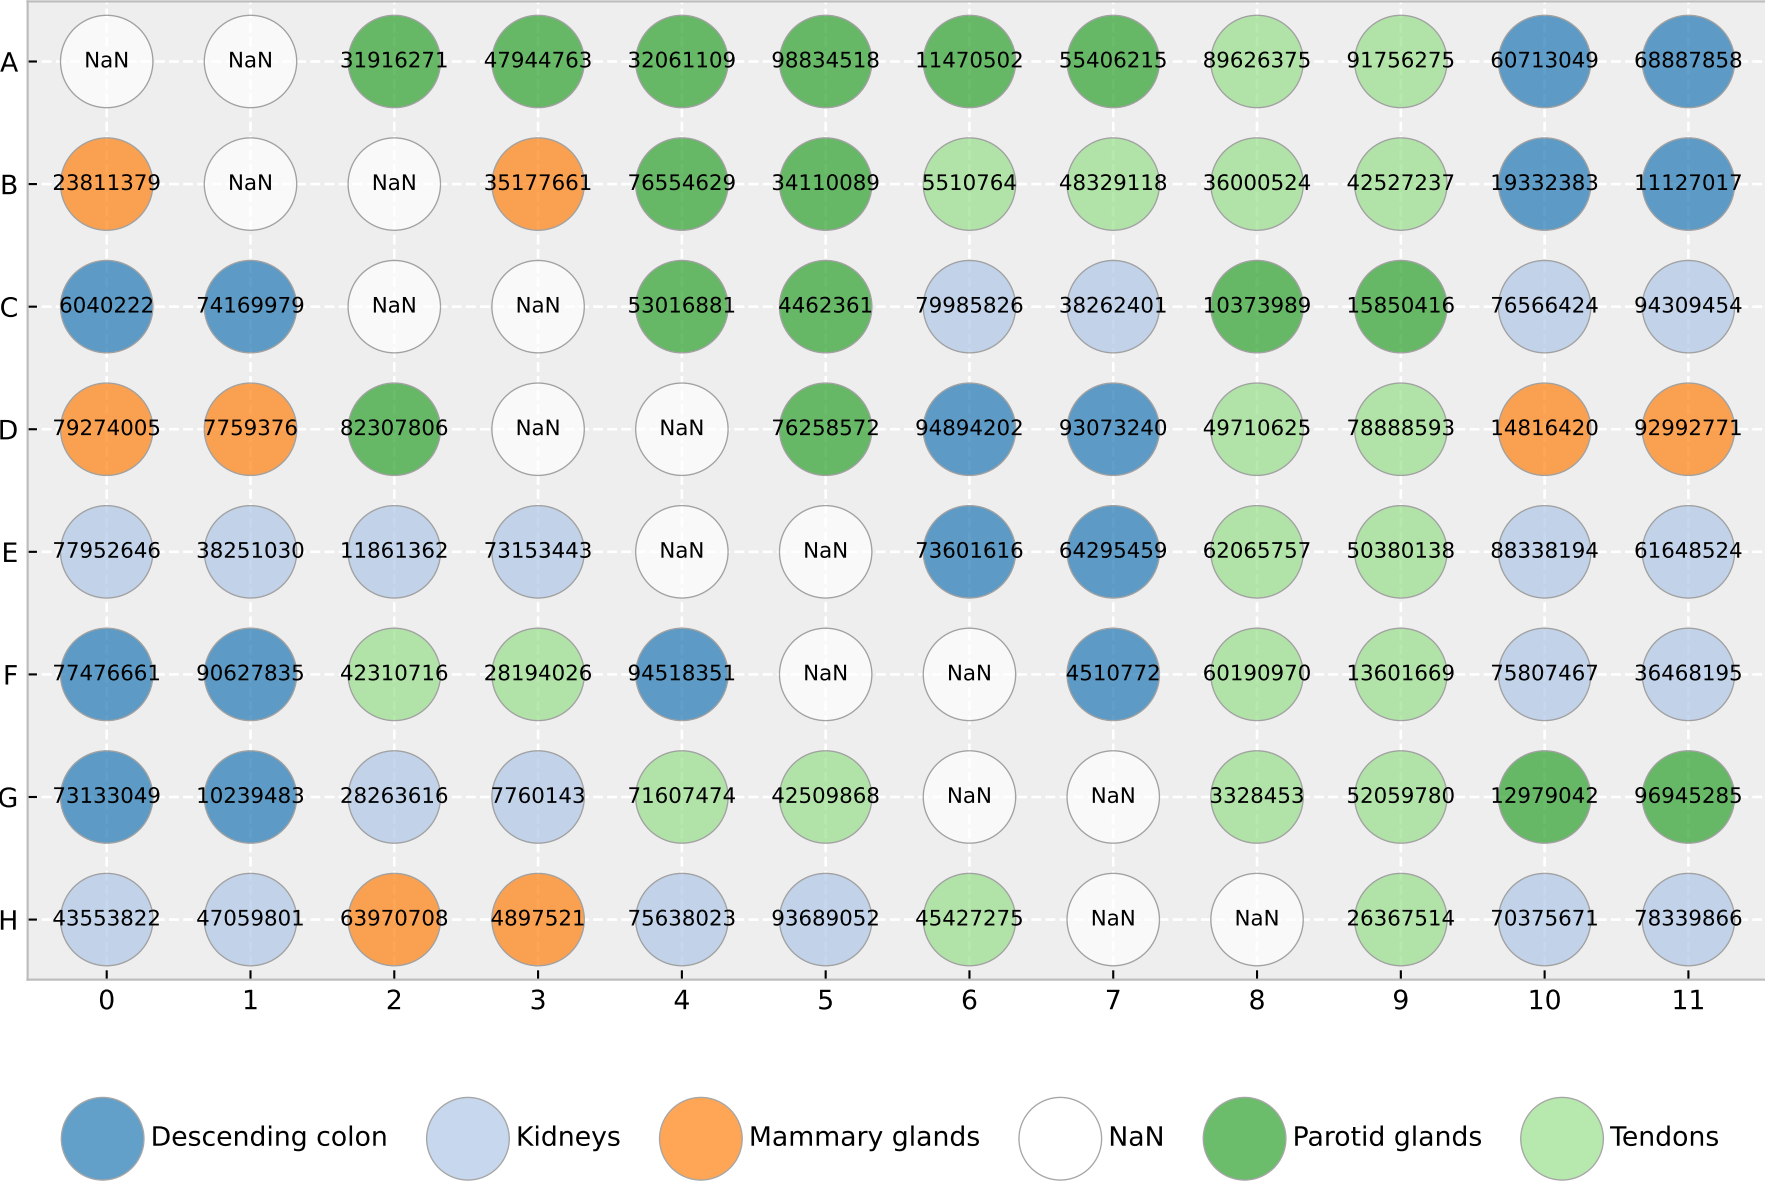 A NaN NaN 31916271 47944763 32061109 98834518 11470502 55406215 89626375 91756275 60713049 68887858
B 23811379 NaN NaN 35177661 76554629 34110089 5510764 48329118 36000524 42527237 19332383 11127017
C 6040222 74169979 NaN NaN 53016881 4462361 79985826 38262401 10373989 15850416 76566424 94309454
D 79274005 7759376 82307806 NaN NaN 76258572 94894202 93073240 49710625 78888593 14816420 92992771
E 77952646 38251030 11861362 73153443 NaN NaN 73601616 64295459 62065757 50380138 88338194 61648524
F 77476661 90627835 42310716 28194026 94518351 NaN NaN 4510772 60190970 13601669 75807467 36468195
G 73133049 10239483 28263616 7760143 71607474 42509868 NaN NaN 3328453 52059780 12979042 96945285
H 43553822 47059801 63970708 4897521 75638023 93689052 45427275 NaN NaN 26367514 70375671 78339866
0 1 2 3 4 5 6 7 8 9 10 11
Descending colon Kidneys Mammary glands NaN Parotid glands Tendons